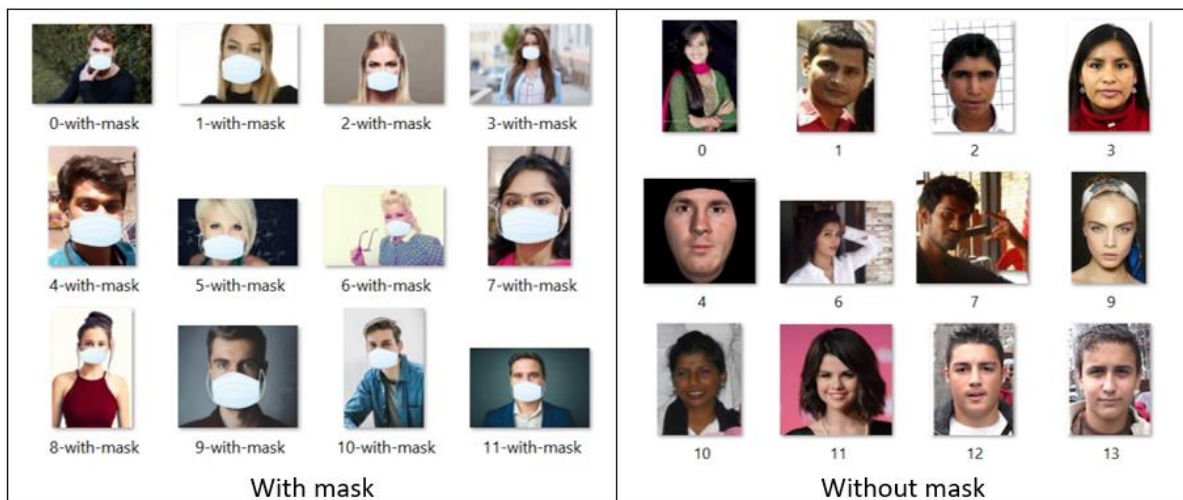 0-with-mask 1-with-mask 2-with-mask 3-with-mask
4-with-mask 5-with-mask 6-with-mask 7-with-mask
8-with-mask 9-with-mask 10-with-mask 11-with-mask
With mask
0 1 2 3
4 6 7 9
10 11 12 13
Without mask